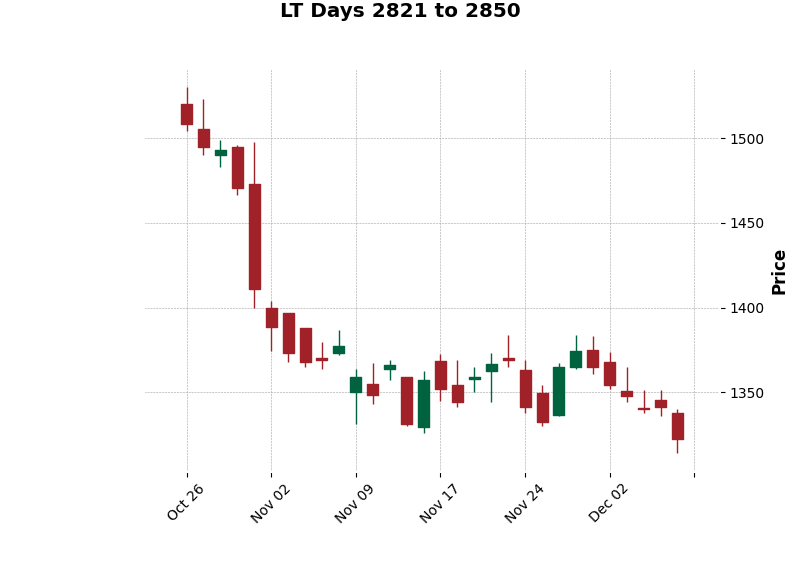 LT Days 2821 to 2850
1500
1450
1400
1350
Price
Oct 26
Nov 02
Nov 09
Nov 17
Nov 24
Dec 02